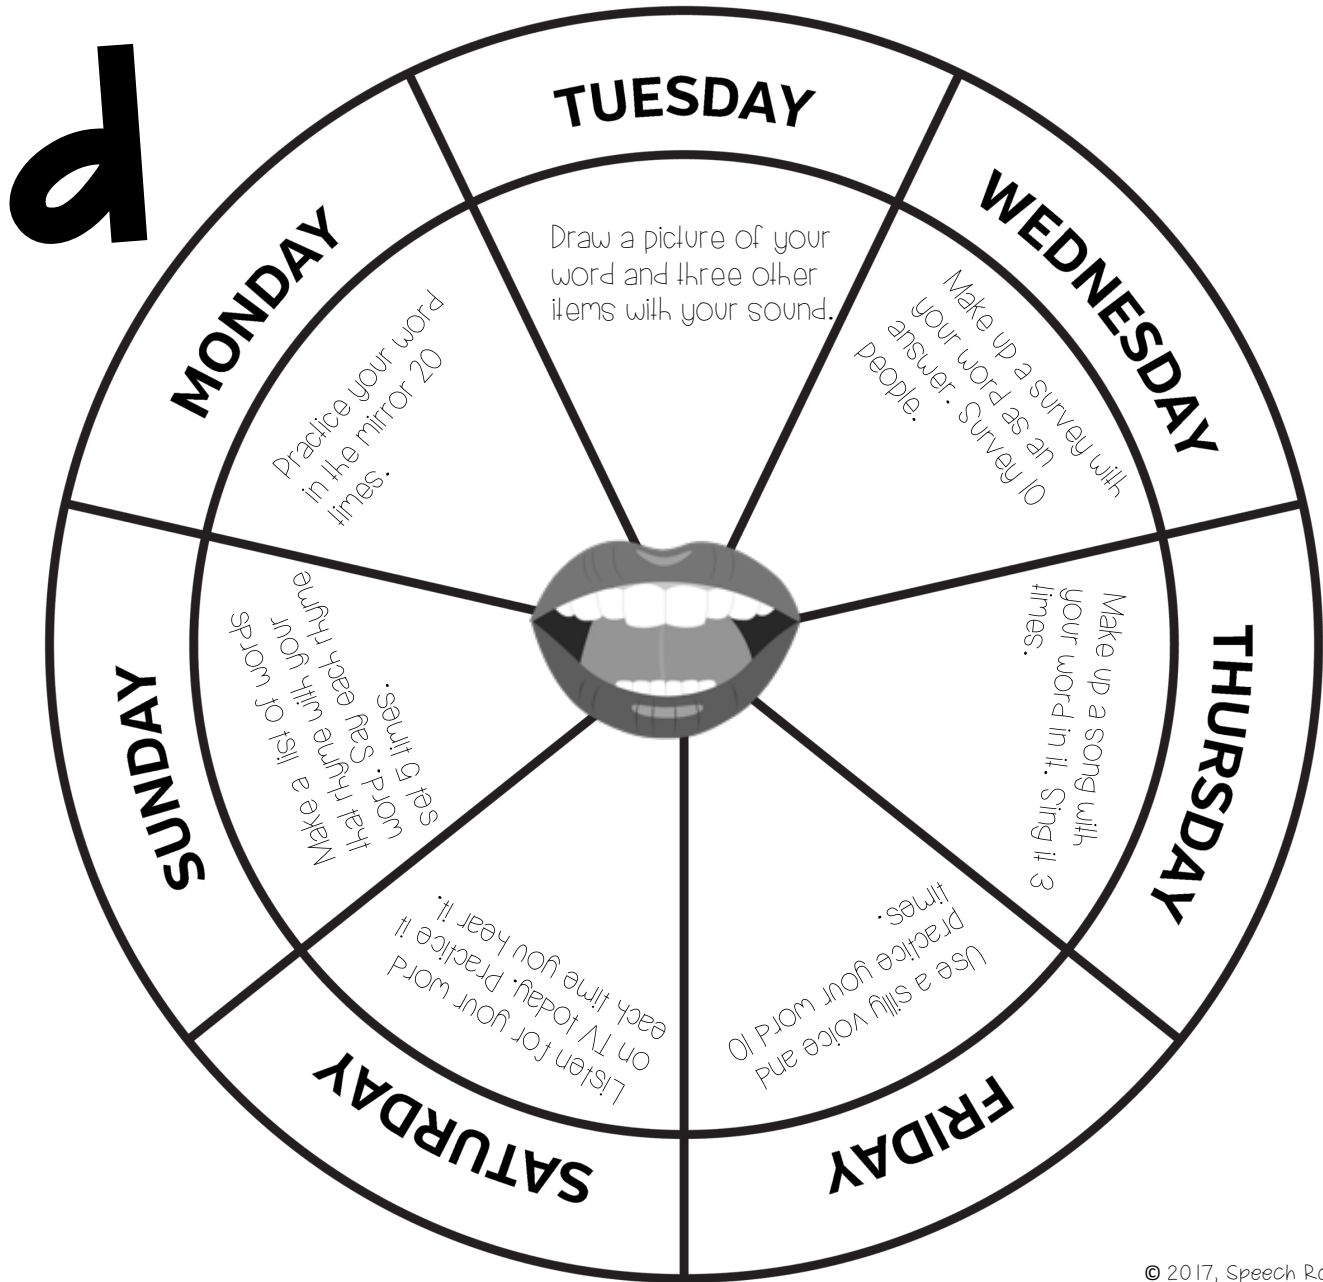 d
MONDAY
Practice your word
in the mirror 20
times.
TUESDAY
Draw a picture of your
word and three other
items with your sound.
WEDNESDAY
Make up a survey with
your word as an
answer. Survey 10
people.
THURSDAY
Make up a song with
your word in it. Sing it 3
times.
FRIDAY
Use a silly voice and
practice your word 10
times.
SATURDAY
Listen for your word
on TV today. Practice it
each time you hear it.
SUNDAY
Make a list of words
that rhyme with your
word. Say each rhyme
set 5 times.
© 2017, Speech